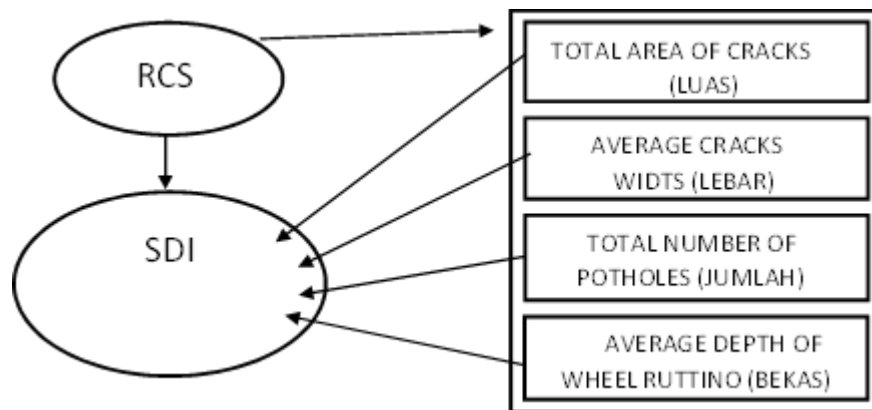 RCS
SDI
TOTAL AREA OF CRACKS
(LUAS)
AVERAGE CRACKS
WIDTS (LEBAR)
TOTAL NUMBER OF
POTHOLES (JUMLAH)
AVERAGE DEPTH OF
WHEEL RUTTINO (BEKAS)